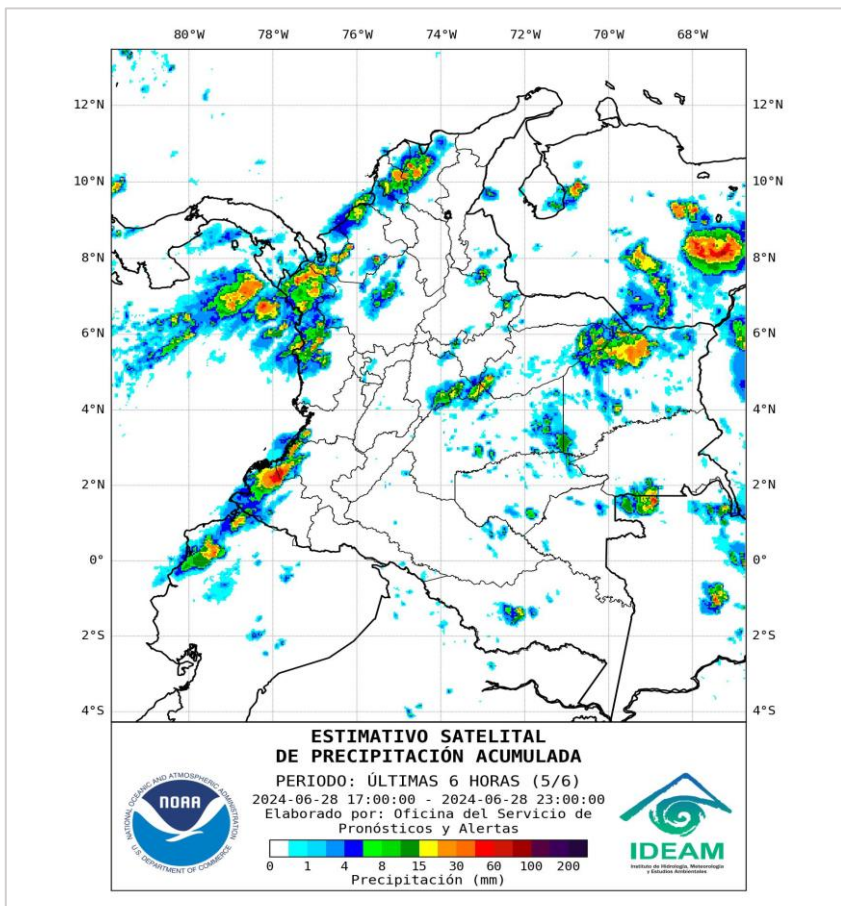 80°W 78°W 76°W 74°W 72°W 70°W 68°W
12°N 12°N
10°N 10°N
8°N 8°N
6°N 6°N
4°N 4°N
2°N 2°N
0° 0°
2°S 2°S
4°S 4°S
ESTIMATIVO SATELITAL
DE PRECIPITACIÓN ACUMULADA
PERIODO: ÚLTIMAS 6 HORAS (5/6)
2024-06-28 17:00:00 - 2024-06-28 23:00:00
Elaborado por: Oficina del Servicio de
Pronósticos y Alertas
0 1 4 8 15 30 60 100 200
Precipitación (mm)
NATIONAL OCEANIC AND ATMOSPHERIC ADMINISTRATION
NOAA
U.S. DEPARTMENT OF COMMERCE
IDEAM
Instituto de Hidrología, Meteorología
y Estudios Ambientales